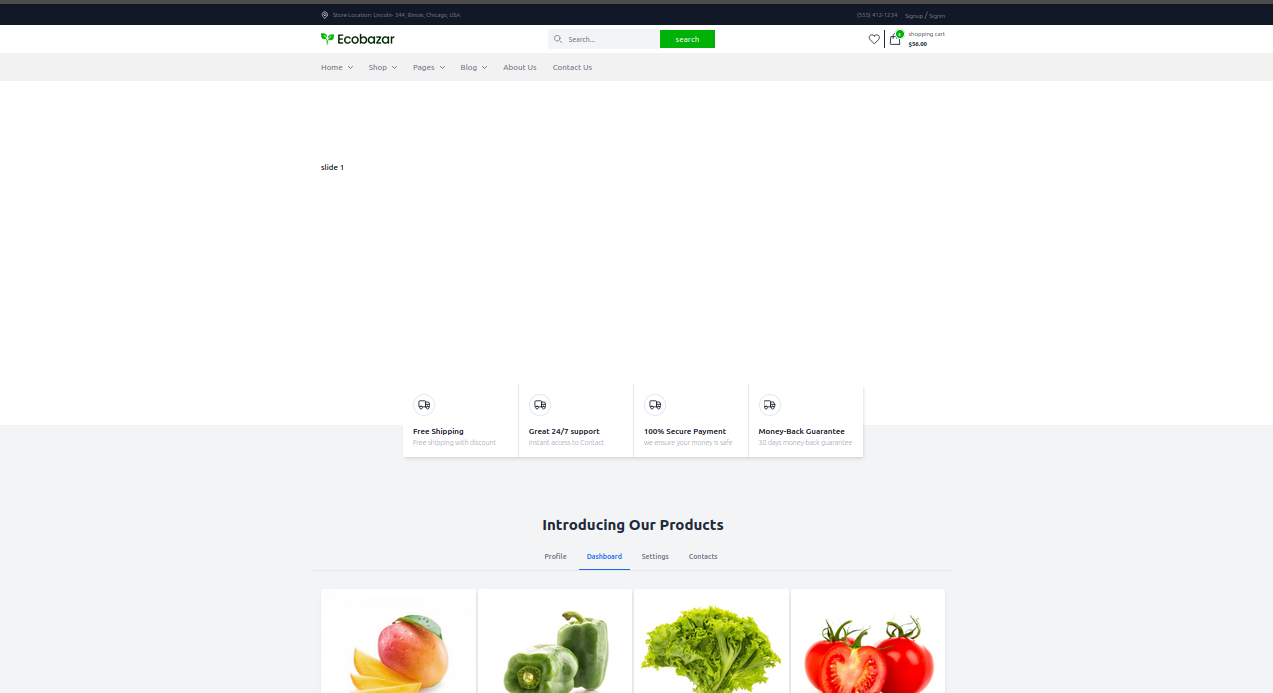 Store Location: Lincoln- 344, Illinois, Chicago, USA
(555) 412-1234 Signup / Signin
Ecobazar
Search...
search
shopping cart
$56.00
Home Shop Pages Blog About Us Contact Us
slide 1
Free Shipping
Free shipping with discount
Great 24/7 support
instant access to Contact
100% Secure Payment
we ensure your money is safe
Money-Back Guarantee
30 days money-back guarantee
Introducing Our Products
Profile Dashboard Settings Contacts